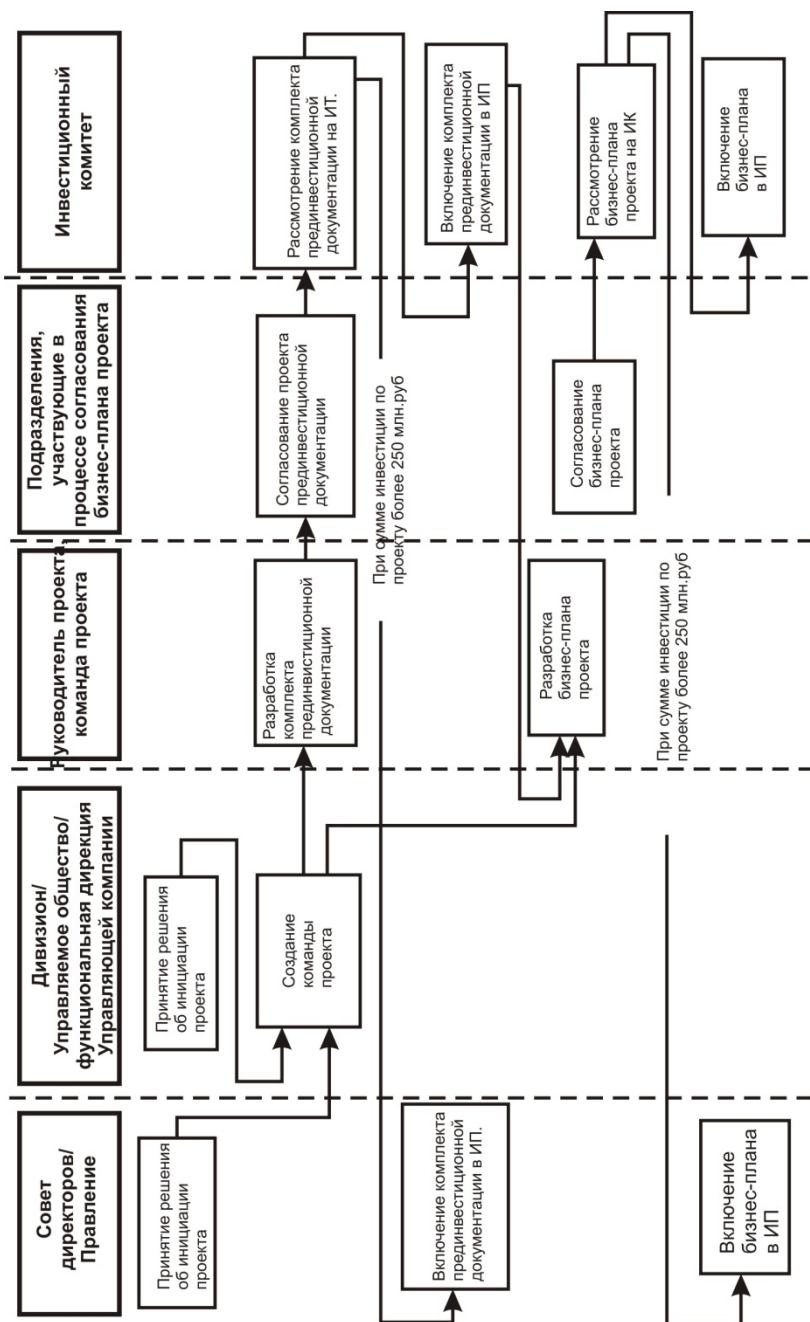 Совет
директоров/
Правление
Дивизион/
Управляемое общество/
функциональная дирекция
Управляющей компании
Руководитель проекта,
команда проекта
Подразделения,
участвующие в
процессе согласования
бизнес-плана проекта
Инвестиционный
комитет
Принятие решения
об инициации
проекта
Принятие решения
об инициации
проекта
Создание
команды
проекта
Разработка
комплекта
прединвистиционной
документации
Согласование проекта
прединвестиционной
документации
Рассмотрение комплекта
прединвестиционной
документации на ИТ.
При сумме инвестиции по
проекту более 250 млн.руб
Включение комплекта
прединвестиционной
документации в ИП.
Включение комплекта
прединвестиционной
документации в ИП
Разработка
бизнес-плана
проекта
Согласование
бизнес-плана
проекта
Рассмотрение
бизнес-плана
проекта на ИК
При сумме инвестиции по
проекту более 250 млн.руб
Включение
бизнес-плана
в ИП
Включение
бизнес-плана
в ИП